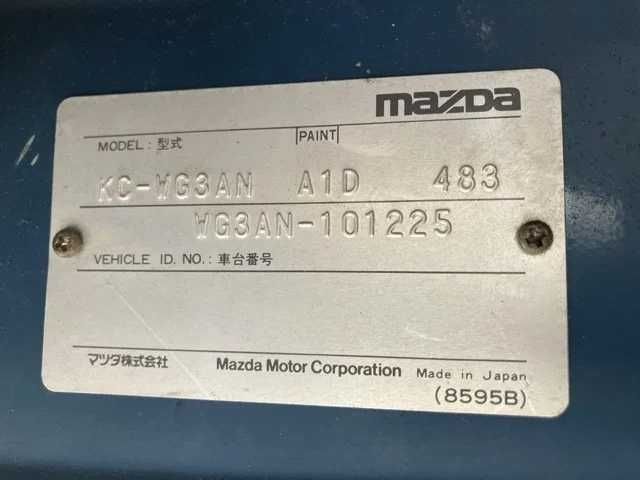 mazda
MODEL : 型式 PAINT
KC-WG3AN A1D 483
WG3AN-101225
VEHICLE ID. NO.: 車台番号
マツダ株式会社 Mazda Motor Corporation Made in Japan
(8595B)